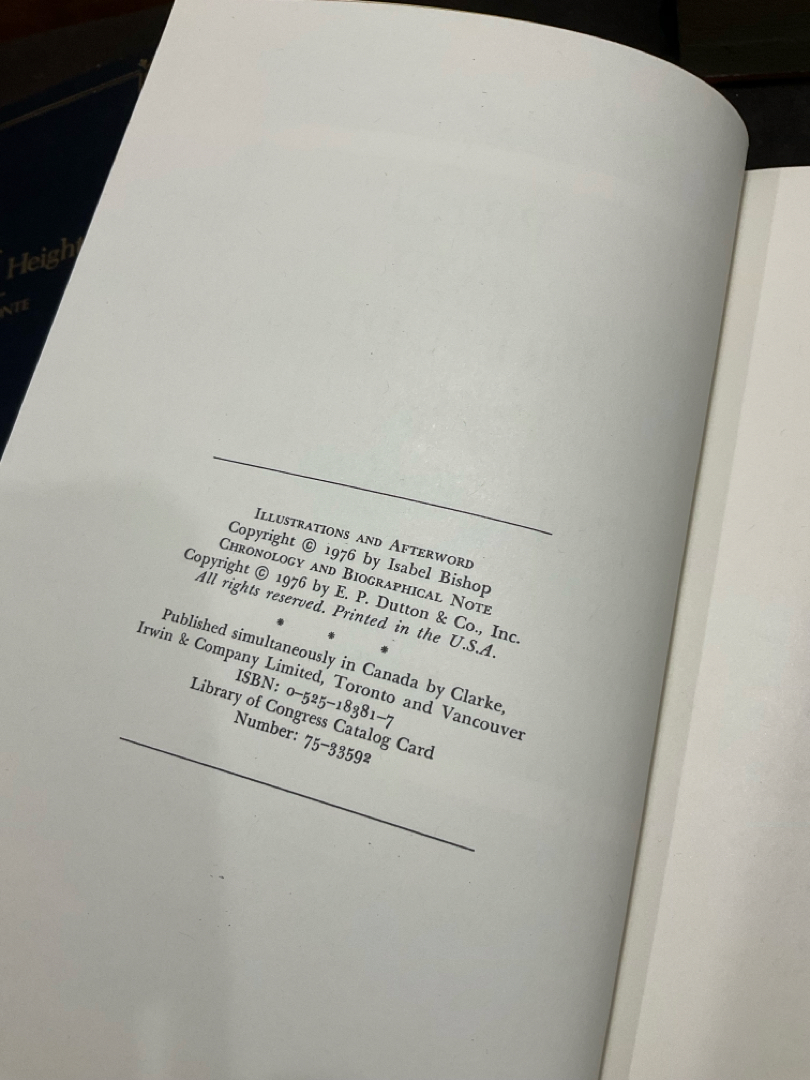 Height
NTE
ILLUSTRATIONS AND AFTERWORD
Copyright © 1976 by Isabel Bishop
CHRONOLOGY AND BIOGRAPHICAL NOTE
Copyright © 1976 by E. P. Dutton & Co., Inc.
All rights reserved. Printed in the U.S.A.
* * *
Published simultaneously in Canada by Clarke,
Irwin & Company Limited, Toronto and Vancouver
ISBN: 0–525–18381–7
Library of Congress Catalog Card
Number: 75–33592